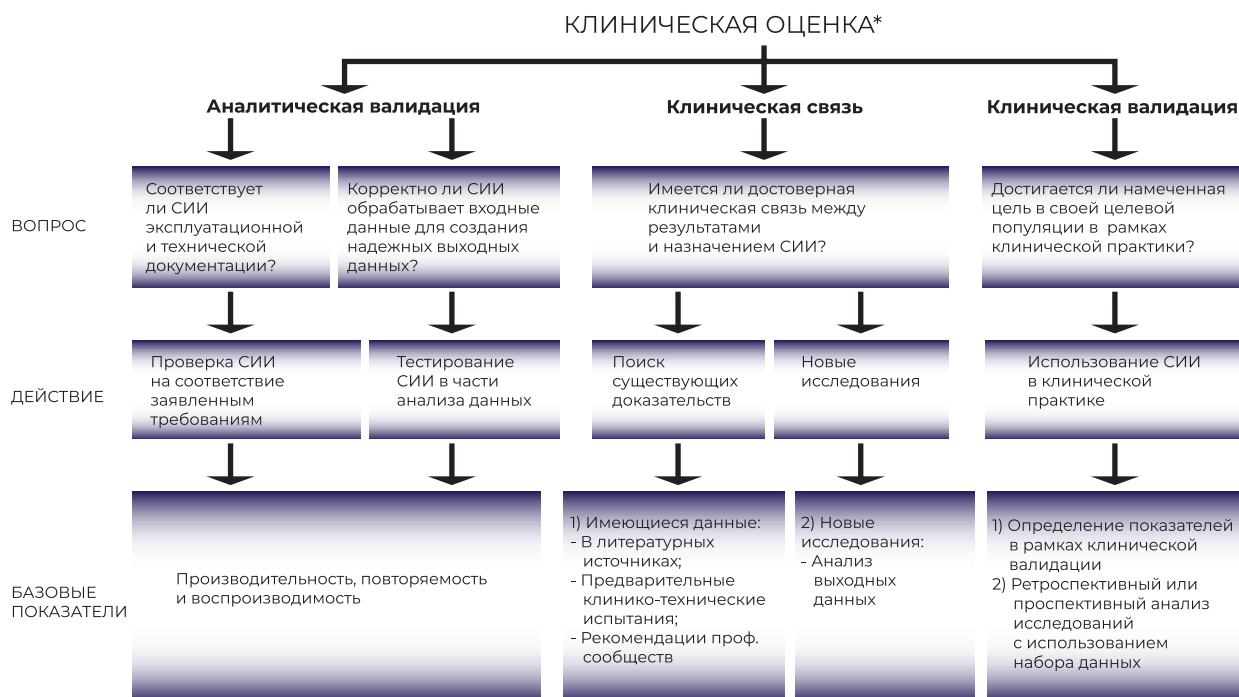 КЛИНИЧЕСКАЯ ОЦЕНКА*
Аналитическая валидация
Клиническая связь
Клиническая валидация
ВОПРОС
Соответствует
ли СИИ
эксплуатационной
и технической
документации?
Корректно ли СИИ
обрабатывает входные
данные для создания
надежных выходных
данных?
Имеется ли достоверная
клиническая связь между
результатами
и назначением СИИ?
Достигается ли намеченная
цель в своей целевой
популяции в рамках
клинической практики?
ДЕЙСТВИЕ
Проверка СИИ
на соответствие
заявленным
требованиям
Тестирование
СИИ в части
анализа данных
Поиск
существующих
доказательств
Новые
исследования
Использование СИИ
в клинической
практике
БАЗОВЫЕ
ПОКАЗАТЕЛИ
Производительность, повторяемость
и воспроизводимость
1) Имеющиеся данные:
- В литературных
источниках;
- Предварительные
клинико-технические
испытания;
- Рекомендации проф.
сообществ
2) Новые
исследования:
- Анализ
выходных
данных
1) Определение показателей
в рамках клинической
валидации
2) Ретроспективный или
проспективный анализ
исследований
с использованием
набора данных